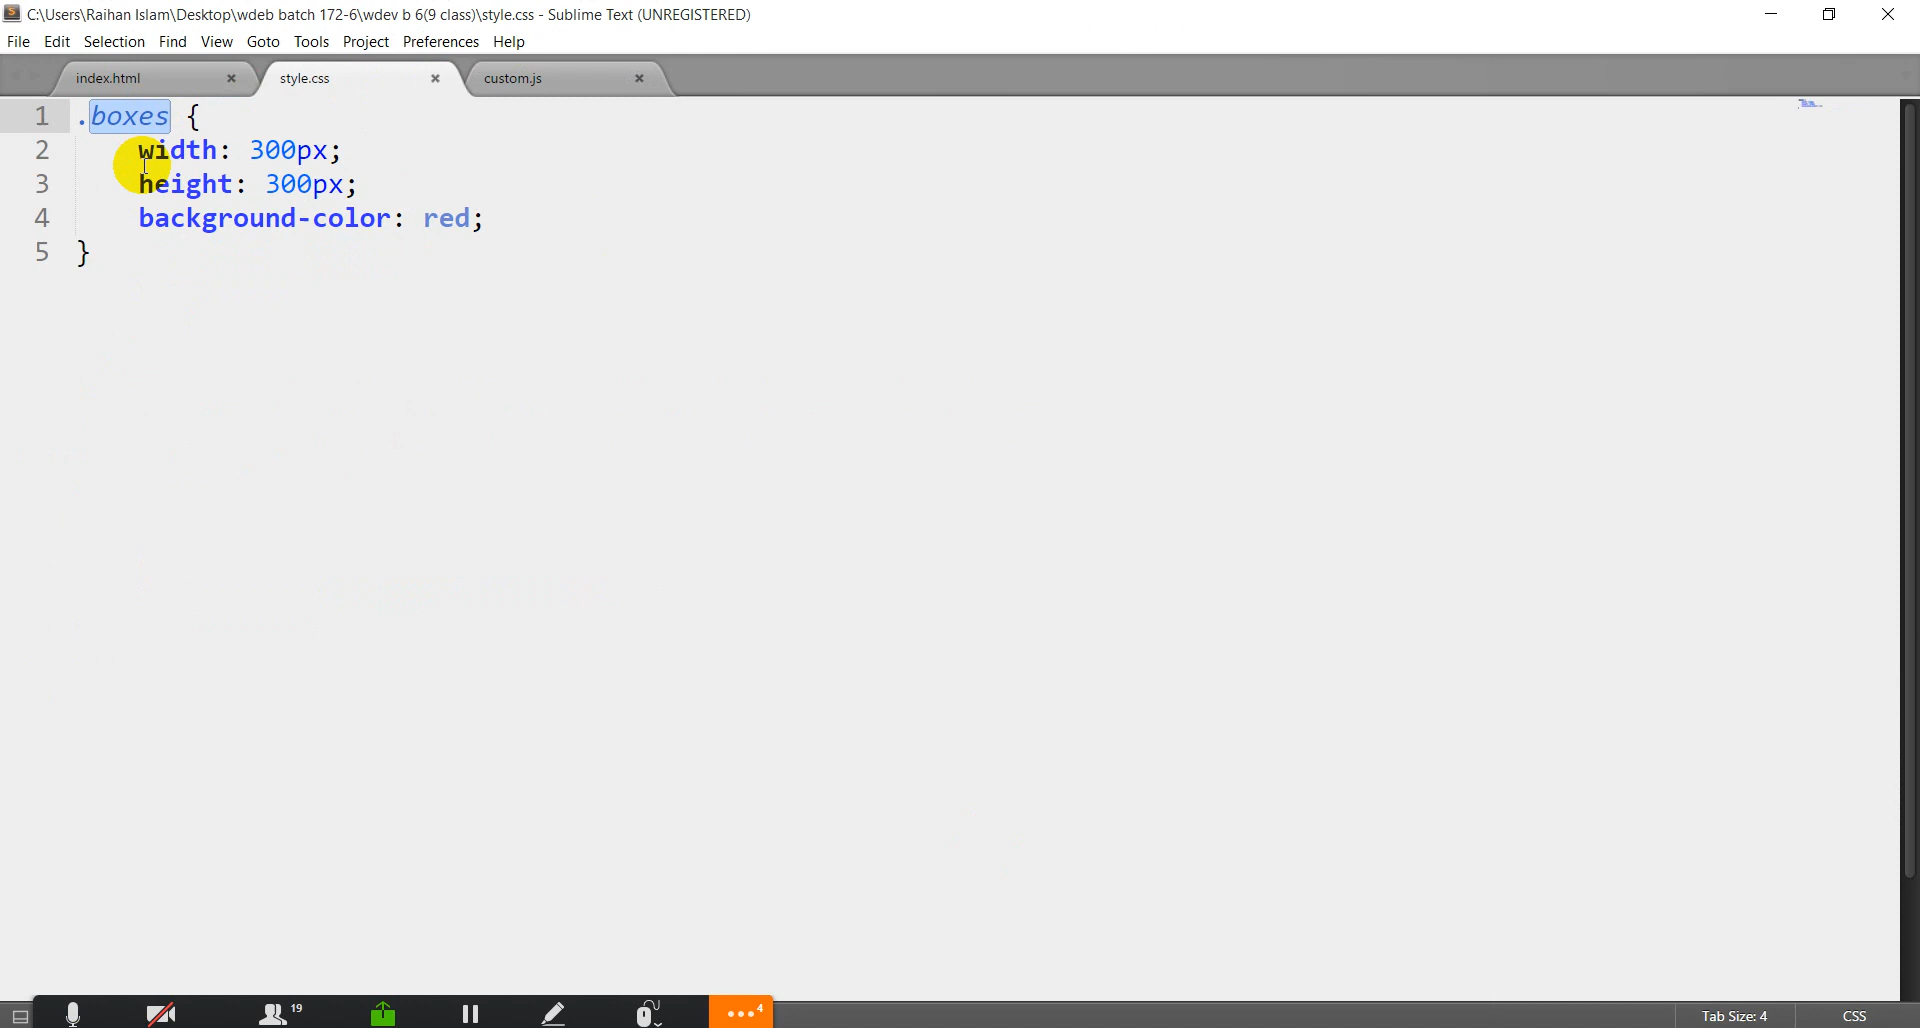 C:\Users\Raihan Islam\Desktop\wdeb batch 172-6\wdev b 6(9 class)\style.css - Sublime Text (UNREGISTERED)
File Edit Selection Find View Goto Tools Project Preferences Help
index.html style.css custom.js
1 .boxes {
2 width: 300px;
3 height: 300px;
4 background-color: red;
5 }
19 4 Tab Size: 4 CSS